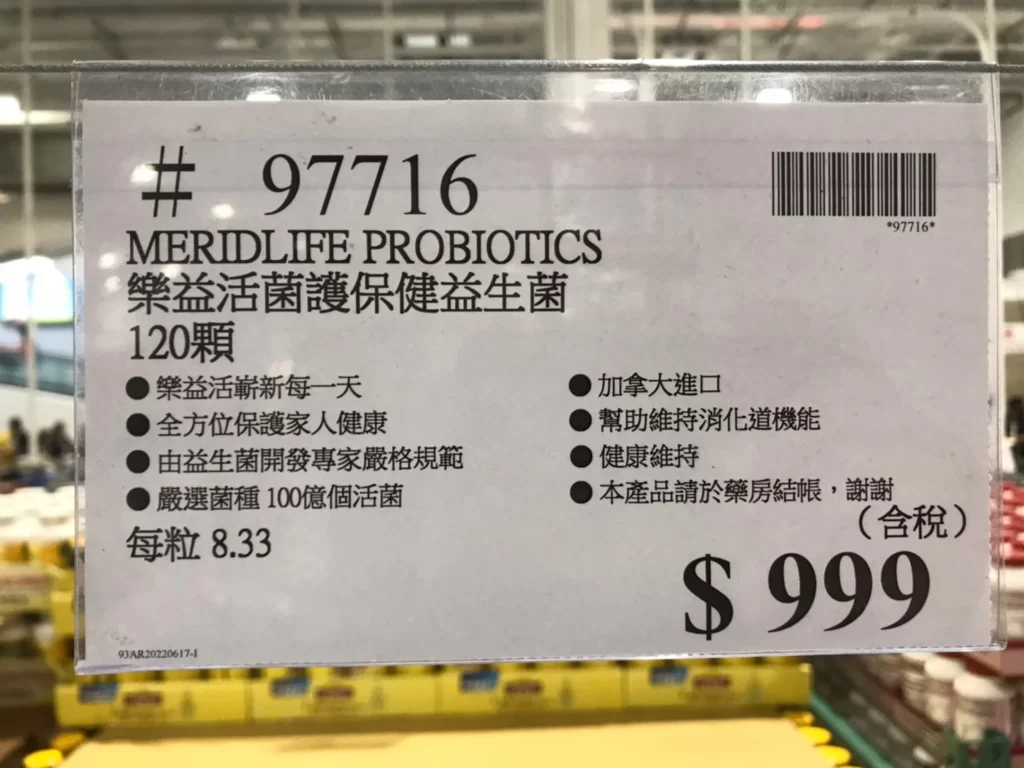 # 97716
*97716*
MERIDLIFE PROBIOTICS
樂益活菌護保健益生菌
120顆
● 樂益活嶄新每一天
● 全方位保護家人健康
● 由益生菌開發專家嚴格規範
● 嚴選菌種 100億個活菌
● 加拿大進口
● 幫助維持消化道機能
● 健康維持
● 本產品請於藥房結帳，謝謝
每粒 8.33
（含稅）
$ 999
93AR20220617-I